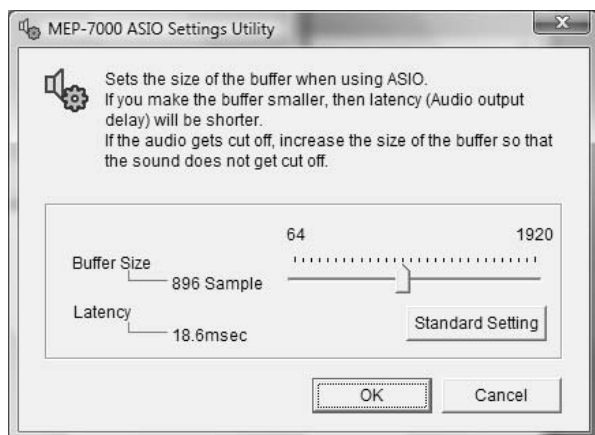 MEP-7000 ASIO Settings Utility
Sets the size of the buffer when using ASIO.
If you make the buffer smaller, then latency (Audio output
delay) will be shorter.
If the audio gets cut off, increase the size of the buffer so that
the sound does not get cut off.
64 1920
Buffer Size
896 Sample
Latency
18.6msec
Standard Setting
OK Cancel